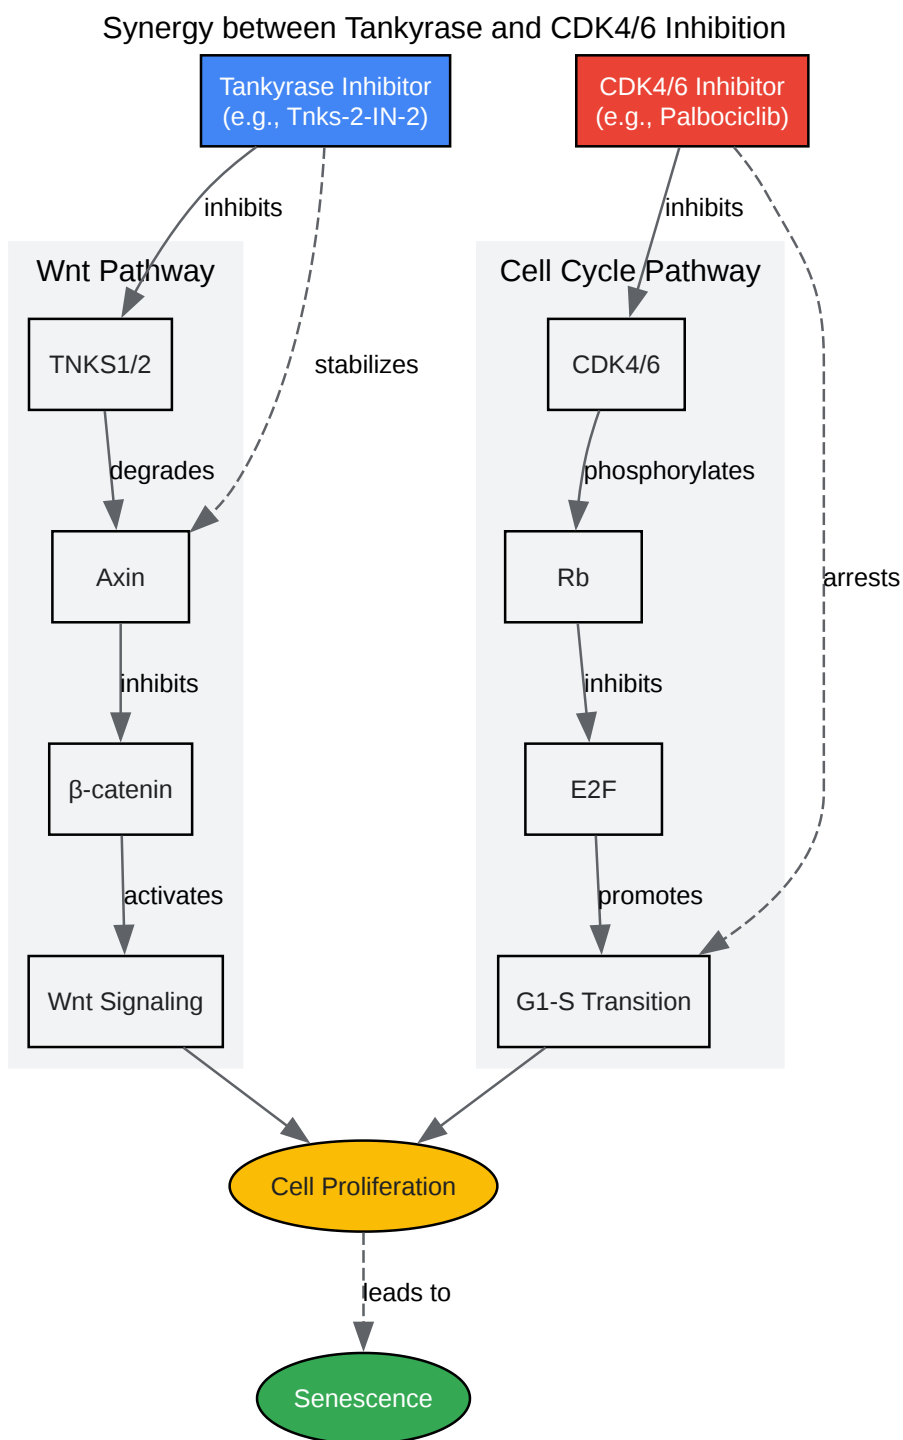 Synergy between Tankyrase and CDK4/6 Inhibition
Tankyrase Inhibitor
(e.g., Tnks-2-IN-2)
CDK4/6 Inhibitor
(e.g., Palbociclib)
inhibits
inhibits
Wnt Pathway
Cell Cycle Pathway
TNKS1/2
stabilizes
CDK4/6
degrades
phosphorylates
Axin
Rb
arrests
inhibits
inhibits
β-catenin
E2F
activates
promotes
Wnt Signaling
G1-S Transition
Cell Proliferation
leads to
Senescence